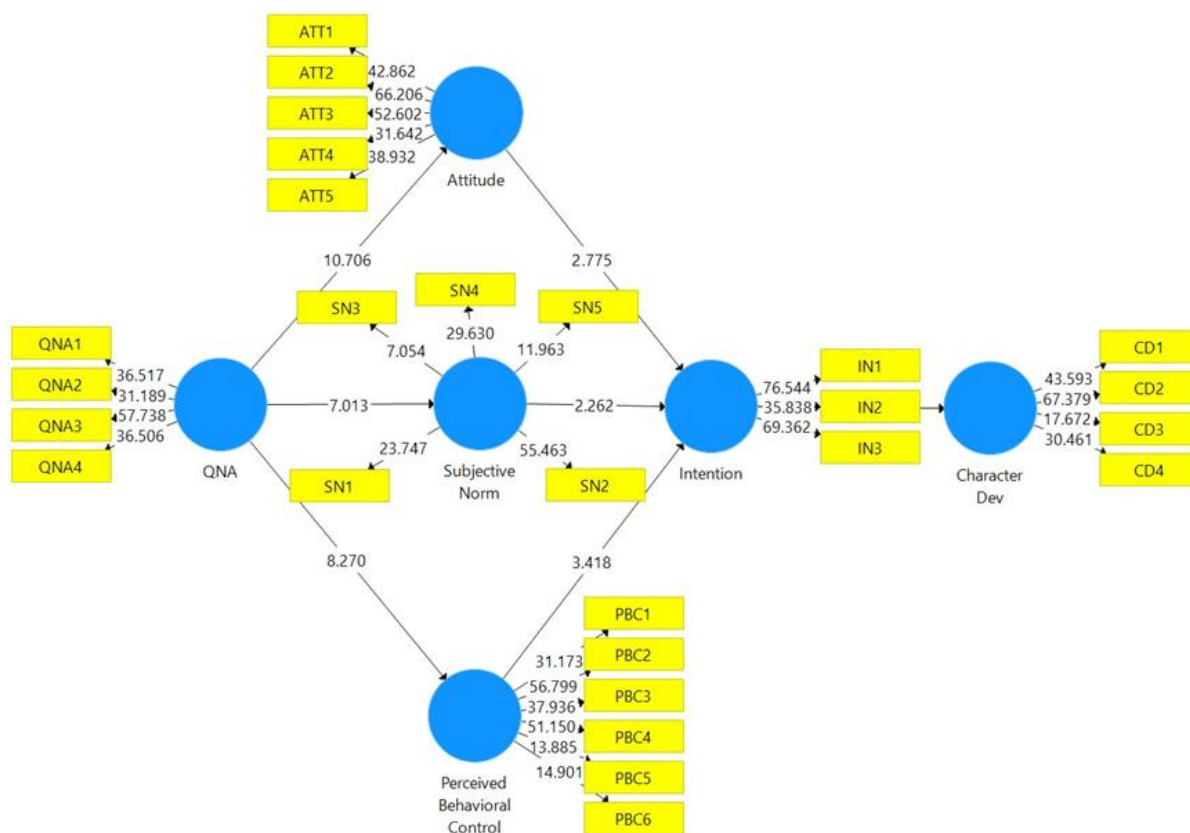 ATT1
ATT2
ATT3
ATT4
ATT5
42.862
66.206
52.602
31.642
38.932
Attitude
10.706
2.775
SN3
SN4
SN5
7.054
29.630
11.963
QNA1
QNA2
QNA3
QNA4
36.517
31.189
57.738
36.506
QNA
7.013
2.262
23.747
55.463
Subjective
Norm
SN1
SN2
Intention
76.544
35.838
69.362
IN1
IN2
IN3
Character
Dev
43.593
67.379
17.672
30.461
CD1
CD2
CD3
CD4
8.270
3.418
PBC1
PBC2
PBC3
PBC4
PBC5
PBC6
31.173
56.799
37.936
51.150
13.885
14.901
Perceived
Behavioral
Control